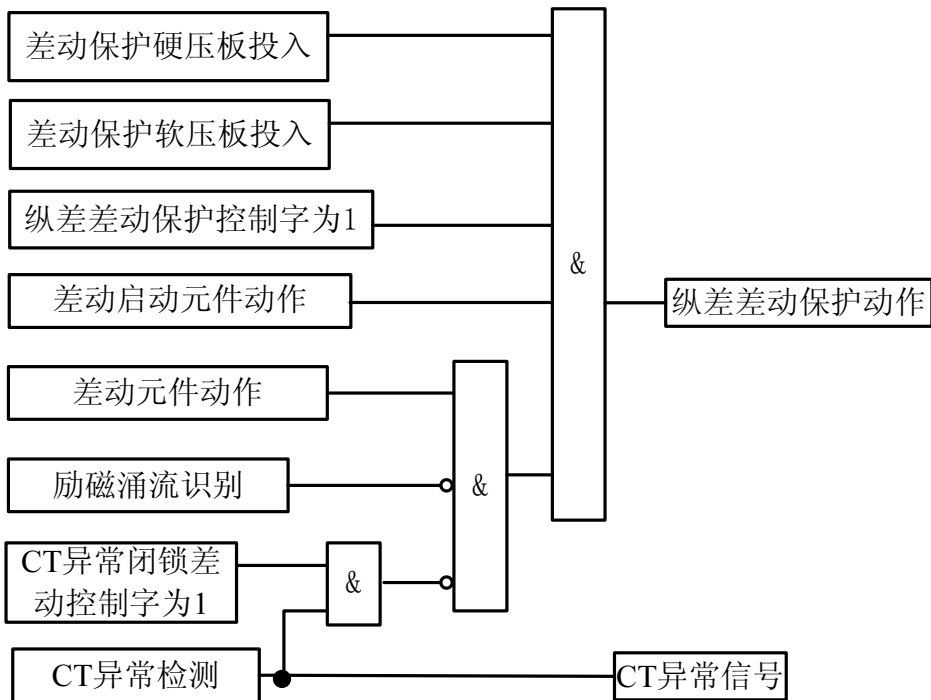 差动保护硬压板投入
差动保护软压板投入
纵差差动保护控制字为1
&
差动启动元件动作
纵差差动保护动作
差动元件动作
励磁涌流识别
&
CT异常闭锁差
动控制字为1
&
CT异常检测
CT异常信号